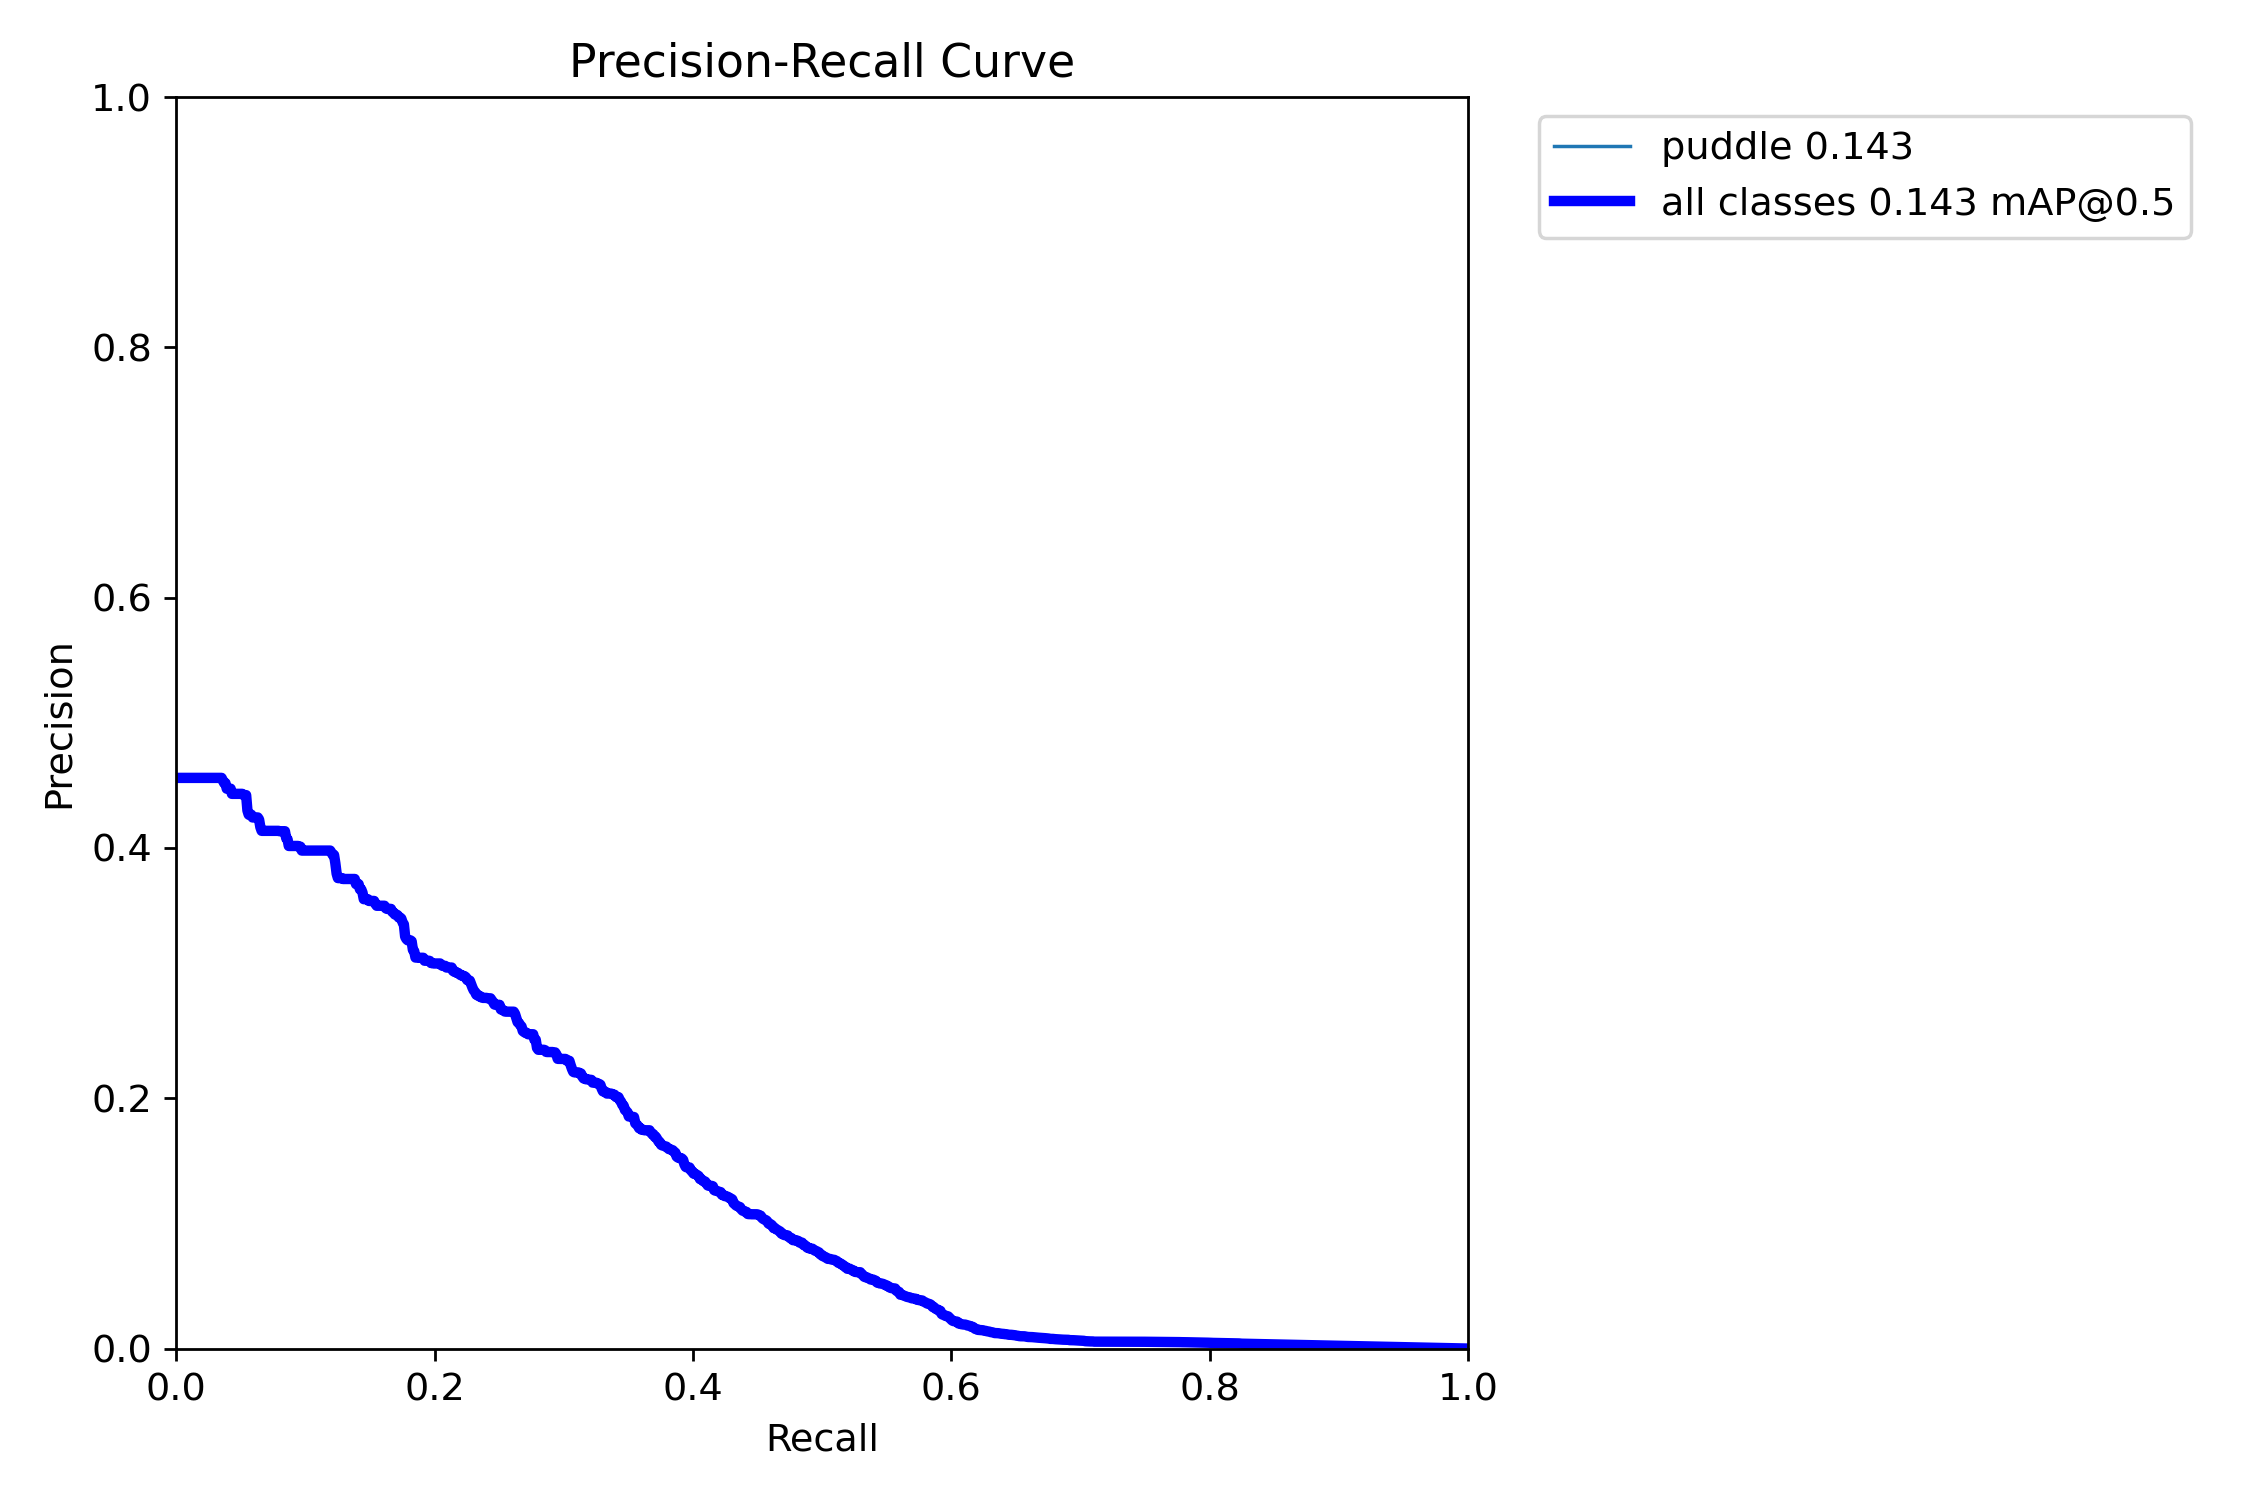 Precision-Recall Curve
1.0
0.8
0.6
0.4
0.2
0.0
Precision
0.0 0.2 0.4 0.6 0.8 1.0
Recall
puddle 0.143
all classes 0.143 mAP@0.5